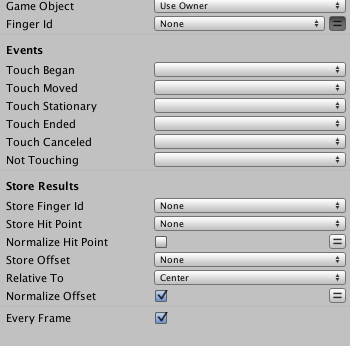 Game Object Use Owner
Finger Id None
Events
Touch Began
Touch Moved
Touch Stationary
Touch Ended
Touch Canceled
Not Touching
Store Results
Store Finger Id None
Store Hit Point None
Normalize Hit Point
Store Offset None
Relative To Center
Normalize Offset
Every Frame